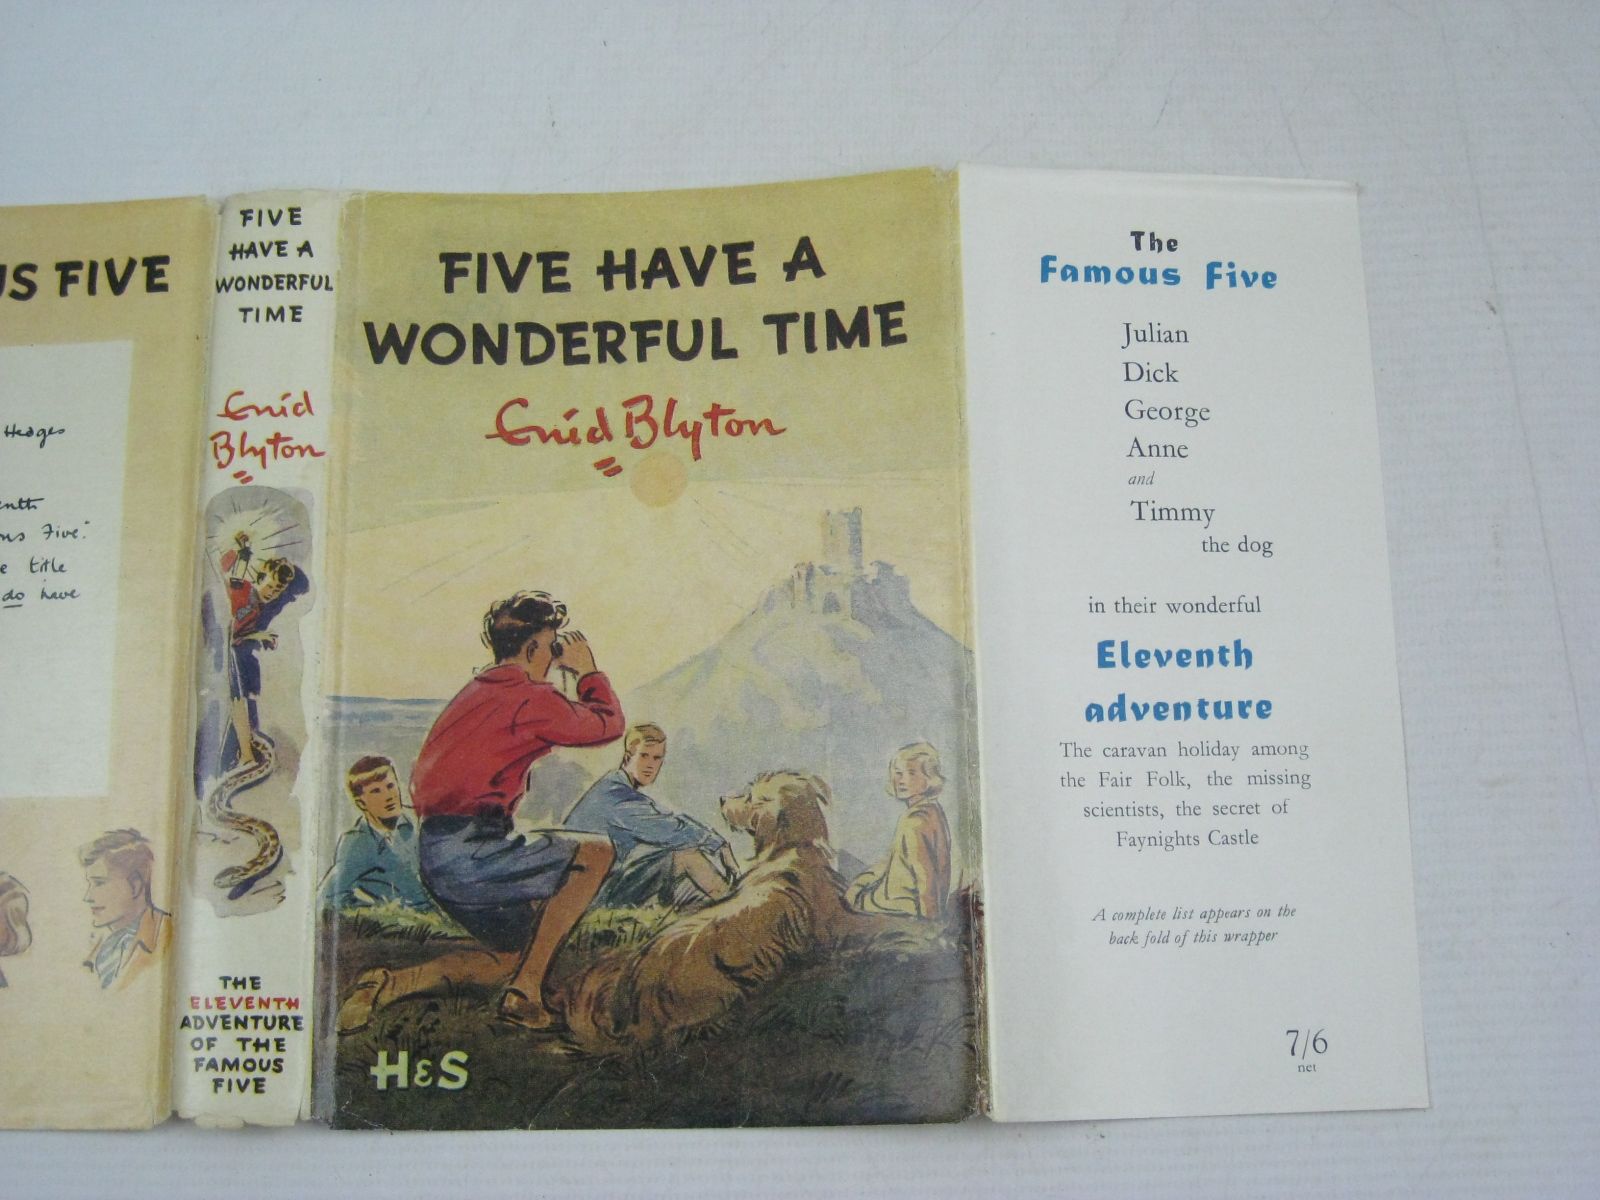 US FIVE
Hedges
enth
ns Five."
e title
do have
FIVE
HAVE A
WONDERFUL
TIME
Enid
Blyton
THE
ELEVENTH
ADVENTURE
OF THE
FAMOUS
FIVE
FIVE HAVE A
WONDERFUL TIME
Enid Blyton
H&S
The
Famous Five
Julian
Dick
George
Anne
and
Timmy
the dog
in their wonderful
Eleventh
adventure
The caravan holiday among
the Fair Folk, the missing
scientists, the secret of
Faynights Castle
A complete list appears on the
back fold of this wrapper
7/6
net